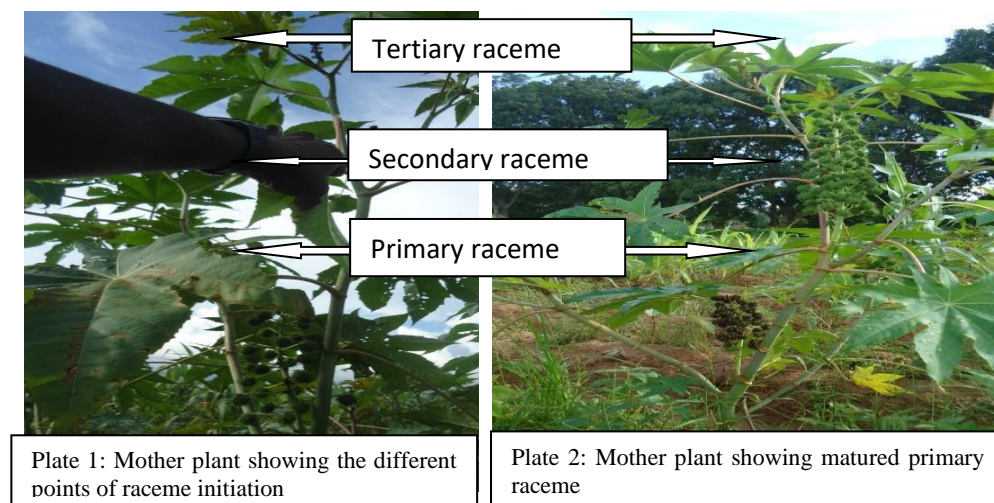 Tertiary raceme
Secondary raceme
Primary raceme
Plate 1: Mother plant showing the different
points of raceme initiation
Plate 2: Mother plant showing matured primary
raceme